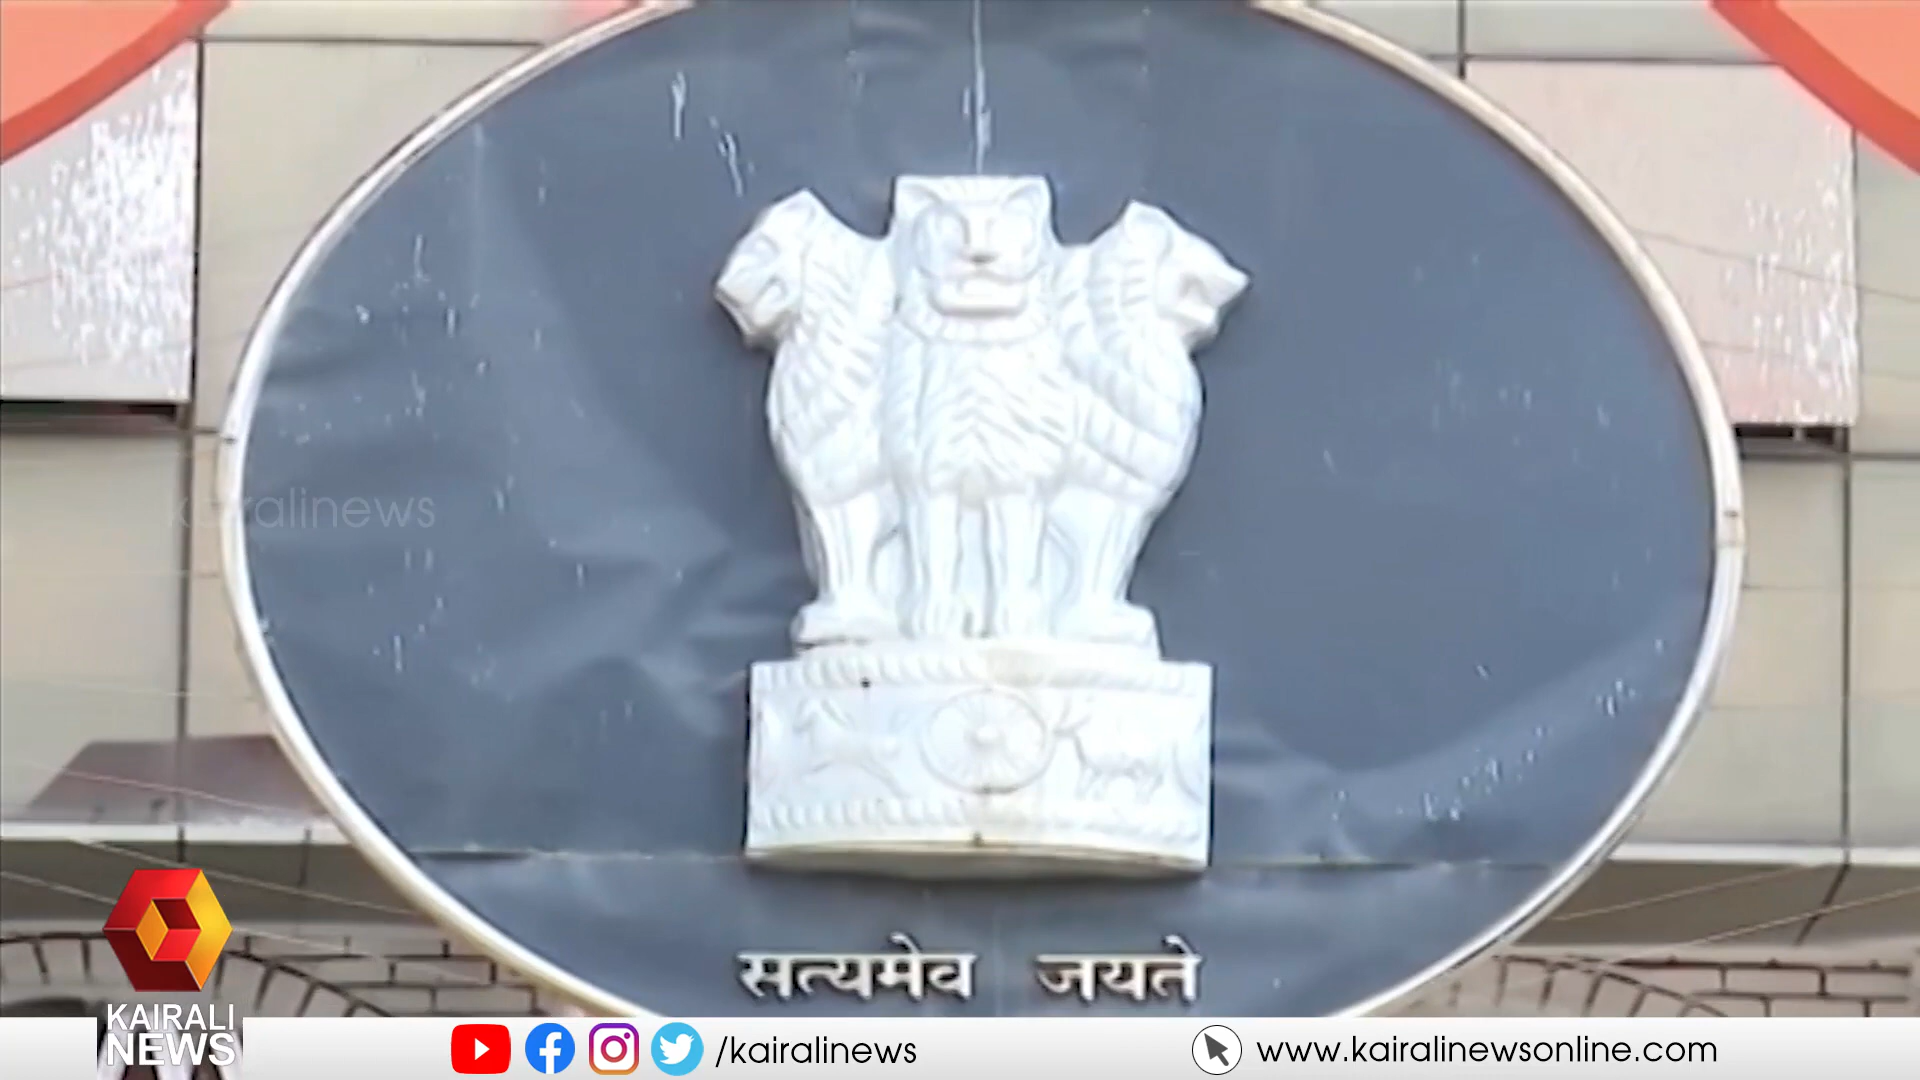 kairalinews
सत्यमेव जयते
KAIRALI
NEWS
/kairalinews
www.kairalinewsonline.com